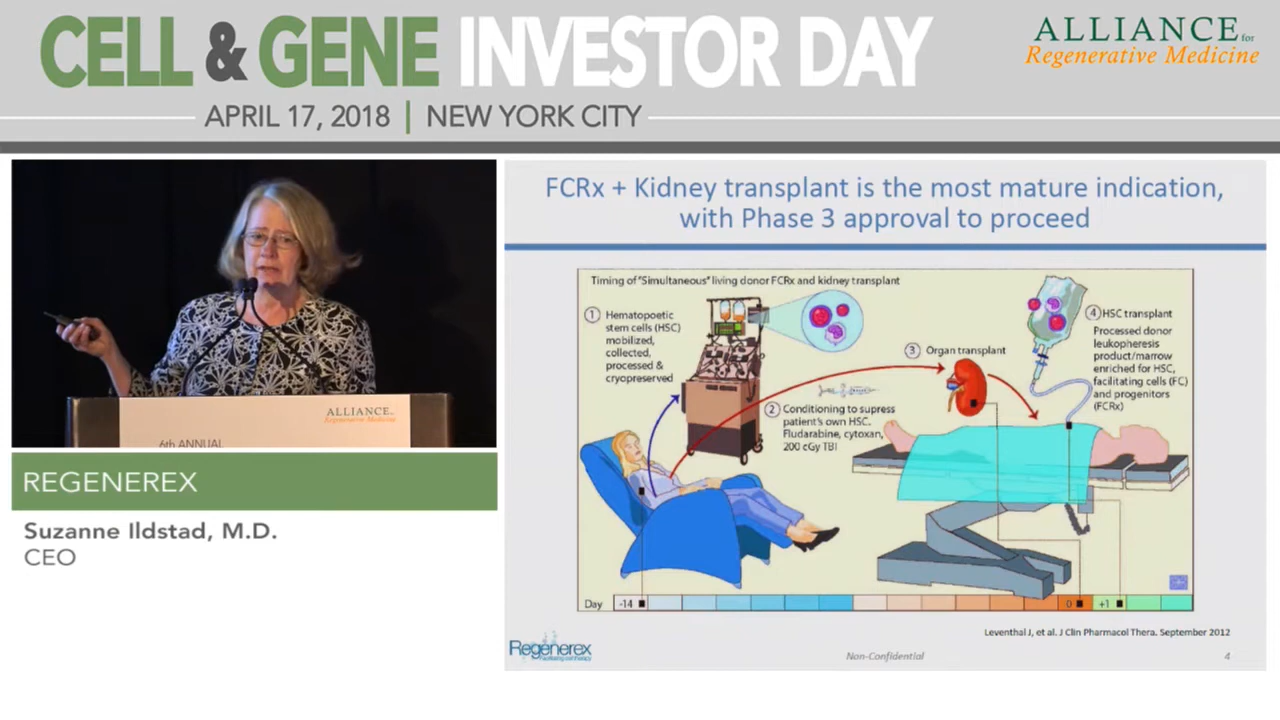 CELL & GENE INVESTOR DAY
APRIL 17, 2018 | NEW YORK CITY
ALLIANCE for
Regenerative Medicine
ALLIANCE for
Regenerative Medicine
6th ANNUAL
REGENEREX
Suzanne Ildstad, M.D.
CEO
FCRx + Kidney transplant is the most mature indication,
with Phase 3 approval to proceed
Timing of "Simultaneous" living donor FCRx and kidney transplant
1 Hematopoetic
stem cells (HSC)
mobilized,
collected,
processed &
cryopreserved
2 Conditioning to supress
patient's own HSC.
Fludarabine, cytoxan,
200 cGy TBI
3 Organ transplant
4 HSC transplant
Processed donor
leukopheresis
product/marrow
enriched for HSC,
facilitating cells (FC)
and progenitors
(FCRx)
Day -14 0 +1
Leventhal J, et al. J Clin Pharmacol Thera. September 2012
Regenerex
Non-Confidential
4